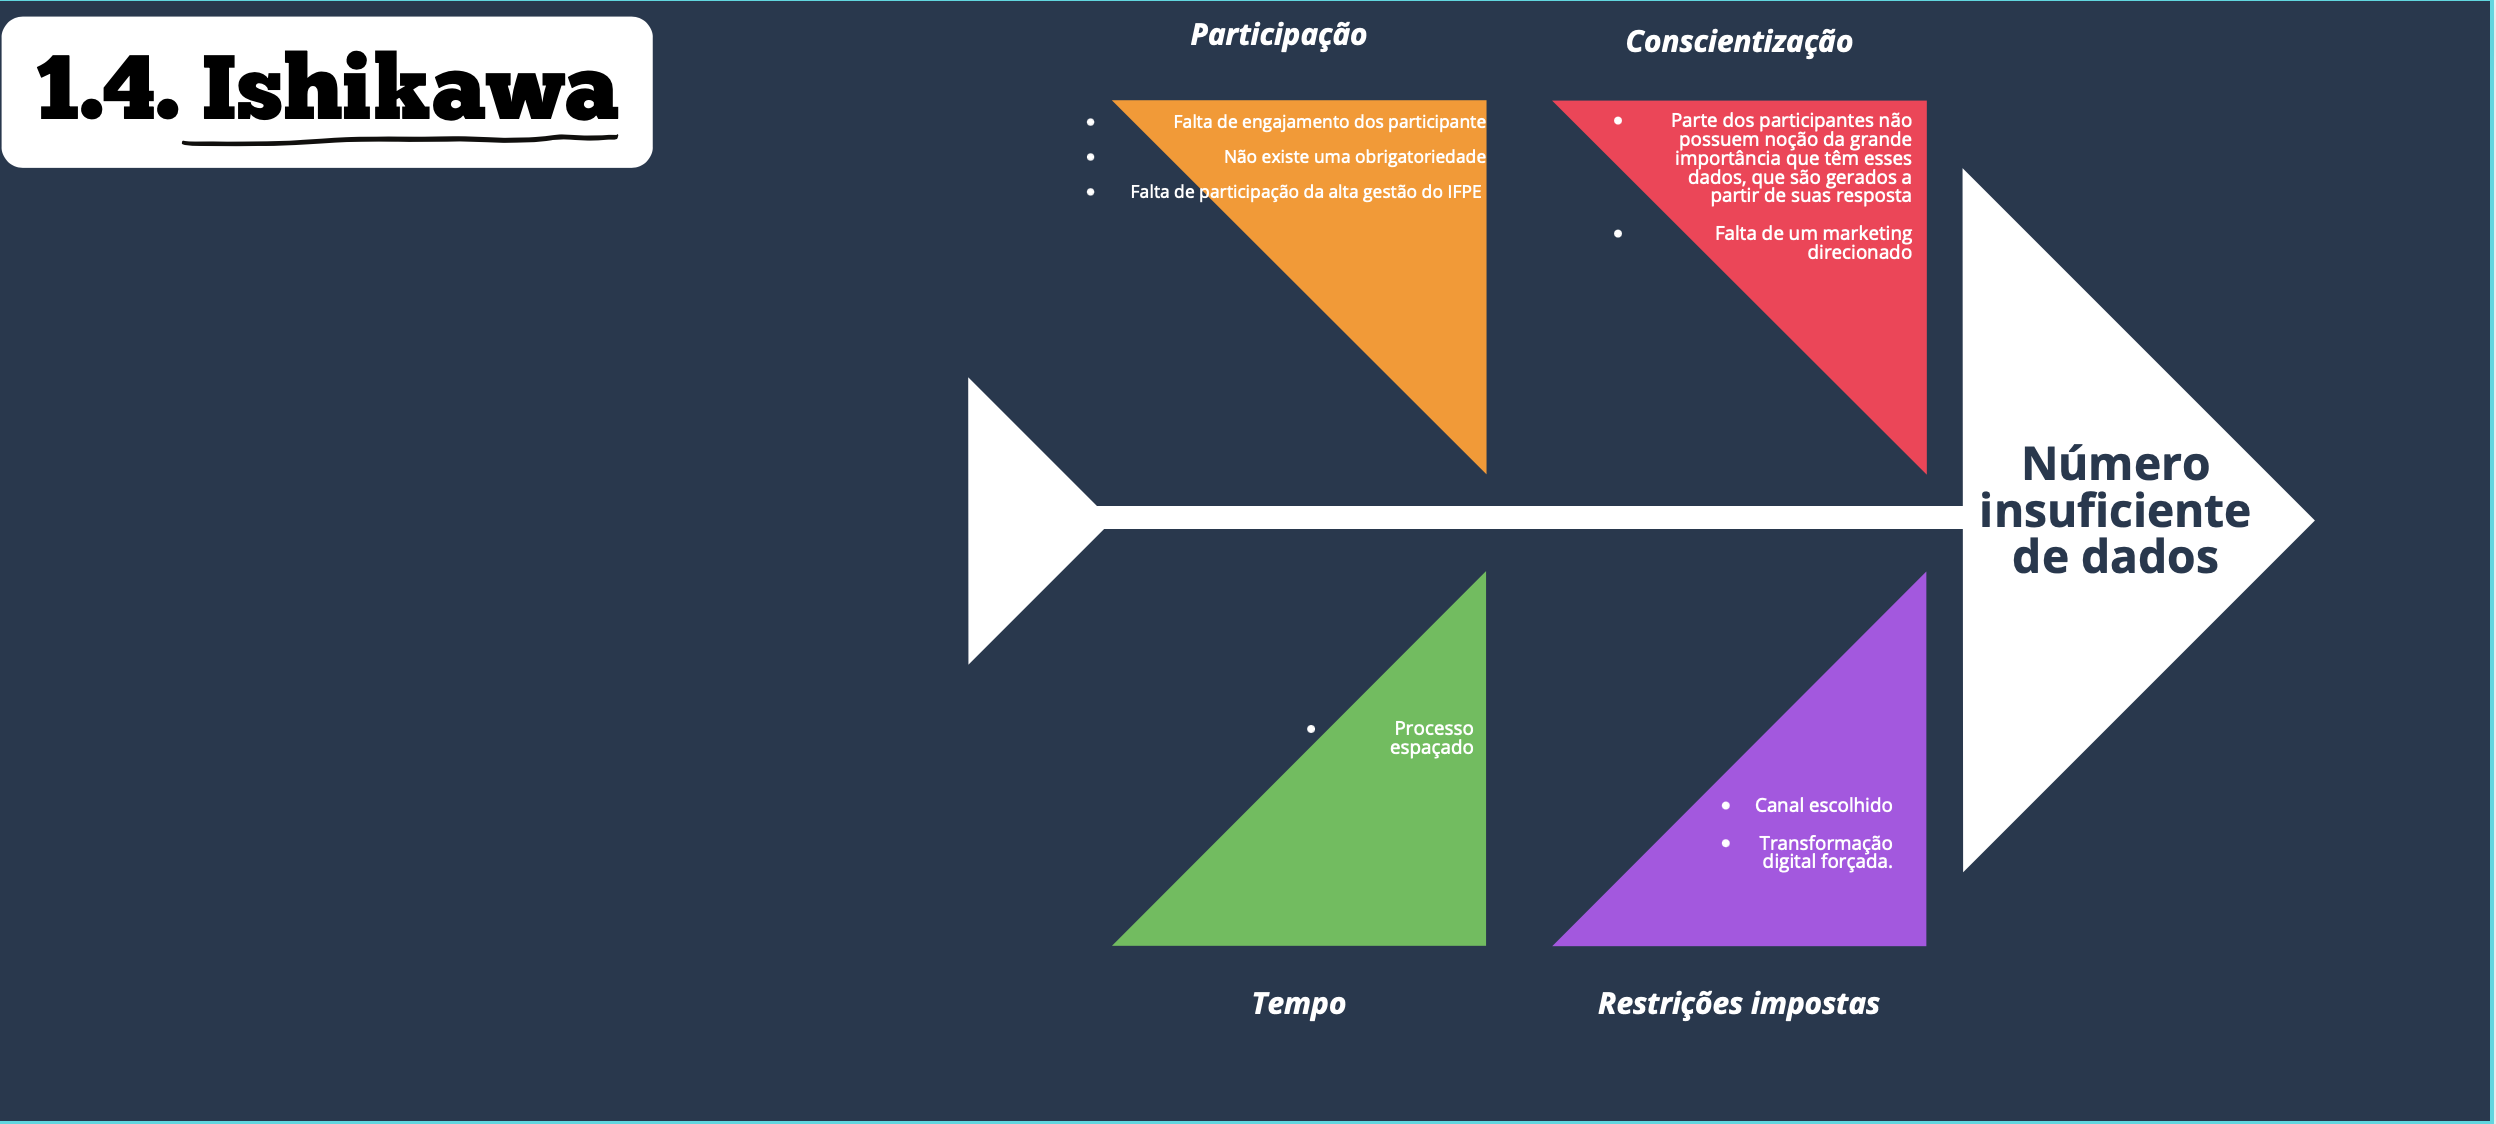 1.4. Ishikawa
Participação
Conscientização
• Falta de engajamento dos participante
• Não existe uma obrigatoriedade
• Falta de participação da alta gestão do IFPE
• Parte dos participantes não
possuem noção da grande
importância que têm esses
dados, que são gerados a
partir de suas resposta
• Falta de um marketing
direcionado
Número
insuficiente
de dados
• Processo
espaçado
• Canal escolhido
• Transformação
digital forçada.
Tempo
Restrições impostas